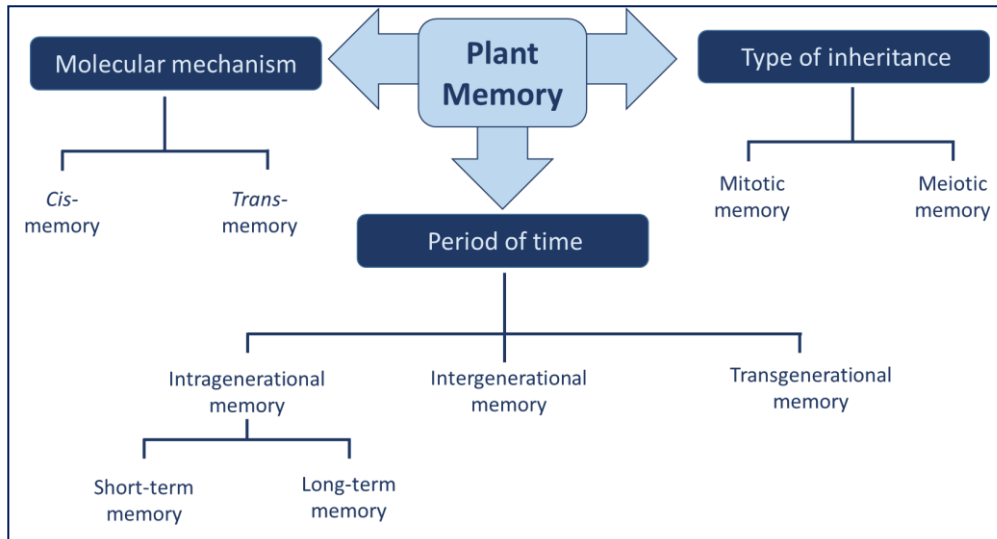 Plant
Memory
Molecular mechanism
Type of inheritance
Cis-
memory
Trans-
memory
Mitotic
memory
Meiotic
memory
Period of time
Intragenerational
memory
Intergenerational
memory
Transgenerational
memory
Short-term
memory
Long-term
memory